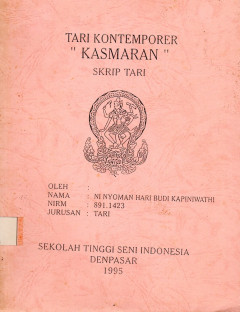 TARI KONTEMPORER
" KASMARAN "
SKRIP TARI
OLEH :
NAMA : NI NYOMAN HARI BUDI KAPINIWATHI
NIRM : 891.1423
JURUSAN : TARI
SEKOLAH TINGGI SENI INDONESIA
DENPASAR
1995